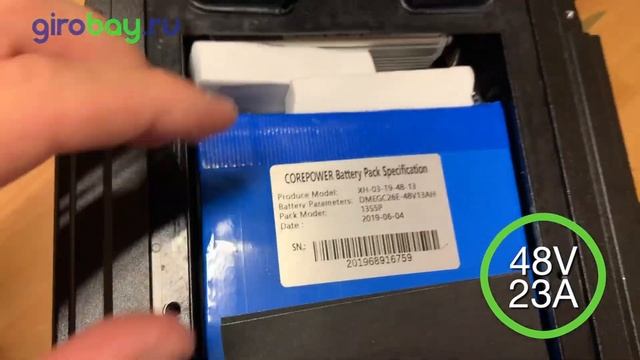 girobay.ru
COREPOWER Battery Pack Specification
Produce Model: XH-03-T9-48-13
Battery Parameters: DMEGC26E-48V13AH
Pack Model: 13S5P
Date : 2019-06-04
SN.:
201968916759
48V
23A